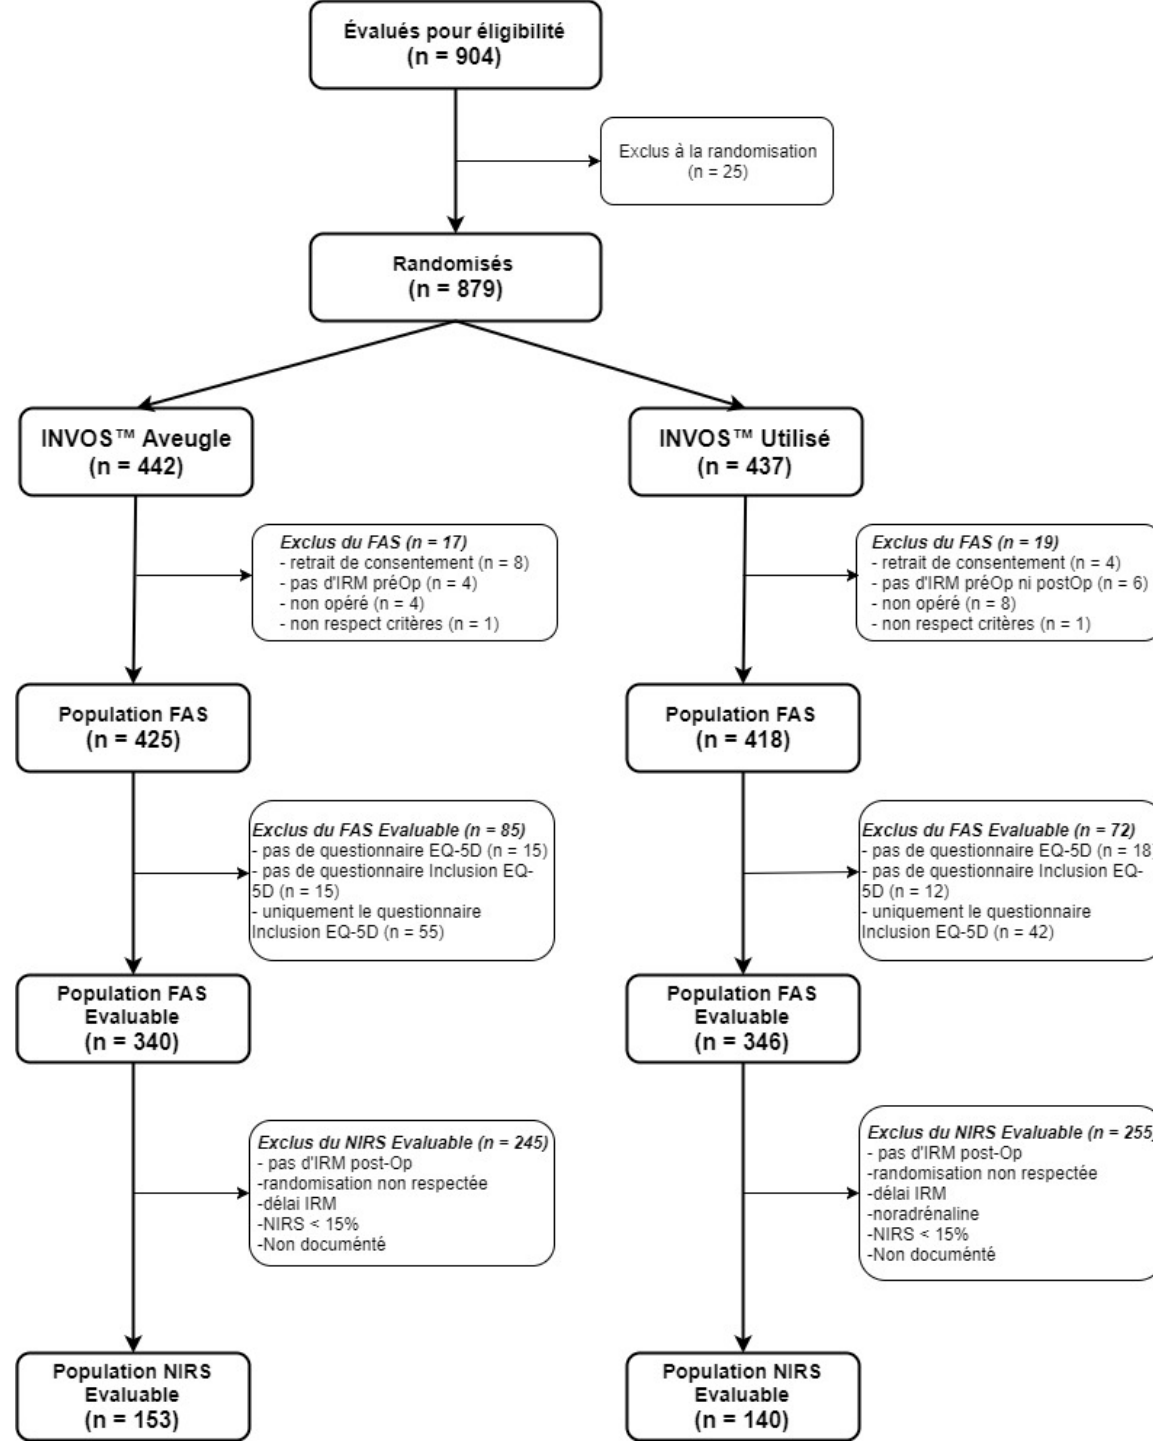 Évalués pour éligibilité
(n = 904)
Exclus à la randomisation
(n = 25)
Randomisés
(n = 879)
INVOS™ Aveugle
(n = 442)
INVOS™ Utilisé
(n = 437)
Exclus du FAS (n = 17)
- retrait de consentement (n = 8)
- pas d'IRM préOp (n = 4)
- non opéré (n = 4)
- non respect critères (n = 1)
Exclus du FAS (n = 19)
- retrait de consentement (n = 4)
- pas d'IRM préOp ni postOp (n = 6)
- non opéré (n = 8)
- non respect critères (n = 1)
Population FAS
(n = 425)
Population FAS
(n = 418)
Exclus du FAS Evaluable (n = 85)
- pas de questionnaire EQ-5D (n = 15)
- pas de questionnaire Inclusion EQ-
5D (n = 15)
- uniquement le questionnaire
Inclusion EQ-5D (n = 55)
Exclus du FAS Evaluable (n = 72)
- pas de questionnaire EQ-5D (n = 18)
- pas de questionnaire Inclusion EQ-
5D (n = 12)
- uniquement le questionnaire
Inclusion EQ-5D (n = 42)
Population FAS
Evaluable
(n = 340)
Population FAS
Evaluable
(n = 346)
Exclus du NIRS Evaluable (n = 245)
- pas d'IRM post-Op
-randomisation non respectée
-délai IRM
-NIRS < 15%
-Non documénté
Exclus du NIRS Evaluable (n = 255)
- pas d'IRM post-Op
-randomisation non respectée
-délai IRM
-noradrénaline
-NIRS < 15%
-Non documénté
Population NIRS
Evaluable
(n = 153)
Population NIRS
Evaluable
(n = 140)